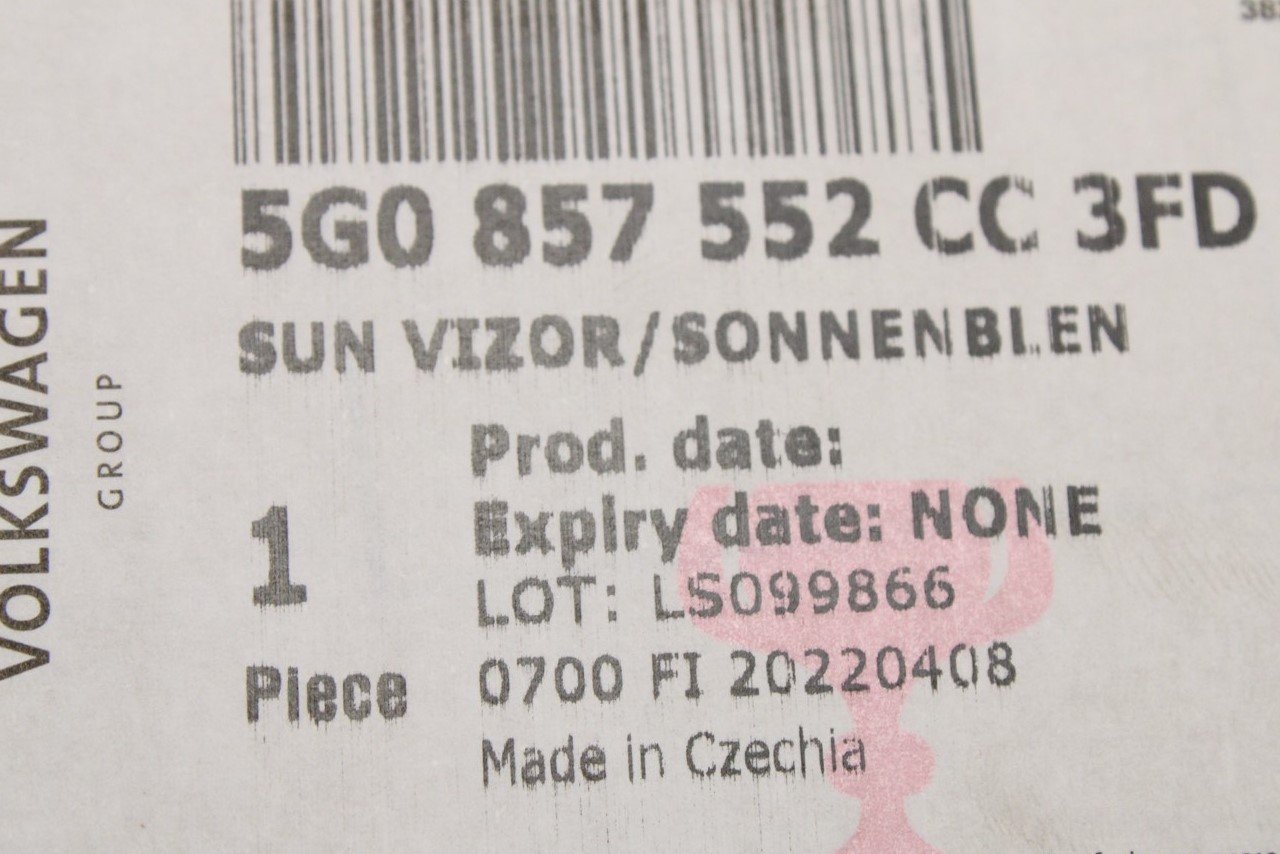 5G0 857 552 CC 3FD
SUN VIZOR/SONNENBLEN
Prod. date:
Expiry date: NONE
1
LOT: LS099866
Piece
0700 FI 20220408
Made in Czechia
VOLKSWAGEN
GROUP